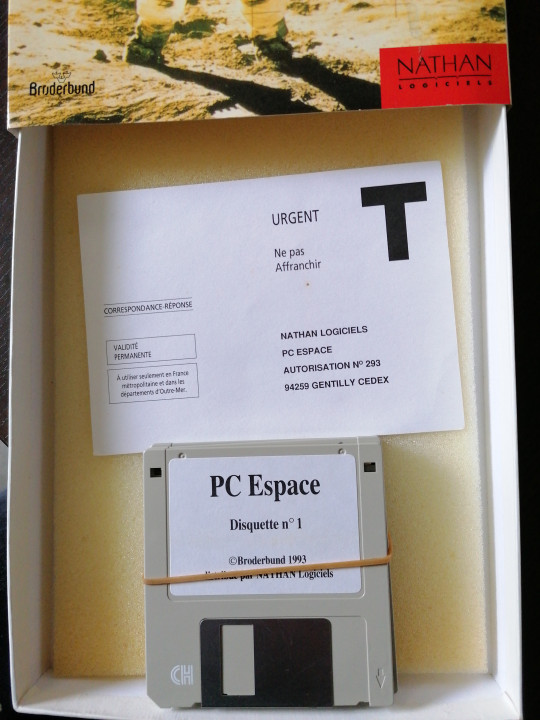 Brøderbund
NATHAN
LOGICIELS
URGENT
T
Ne pas
Affranchir
CORRESPONDANCE-RÉPONSE
VALIDITÉ
PERMANENTE
A utiliser seulement en France
métropolitaine et dans les
départements d'Outre-Mer.
NATHAN LOGICIELS
PC ESPACE
AUTORISATION N° 293
94259 GENTILLY CEDEX
PC Espace
Disquette n° 1
©Broderbund 1993
par NATHAN Logiciels
CH